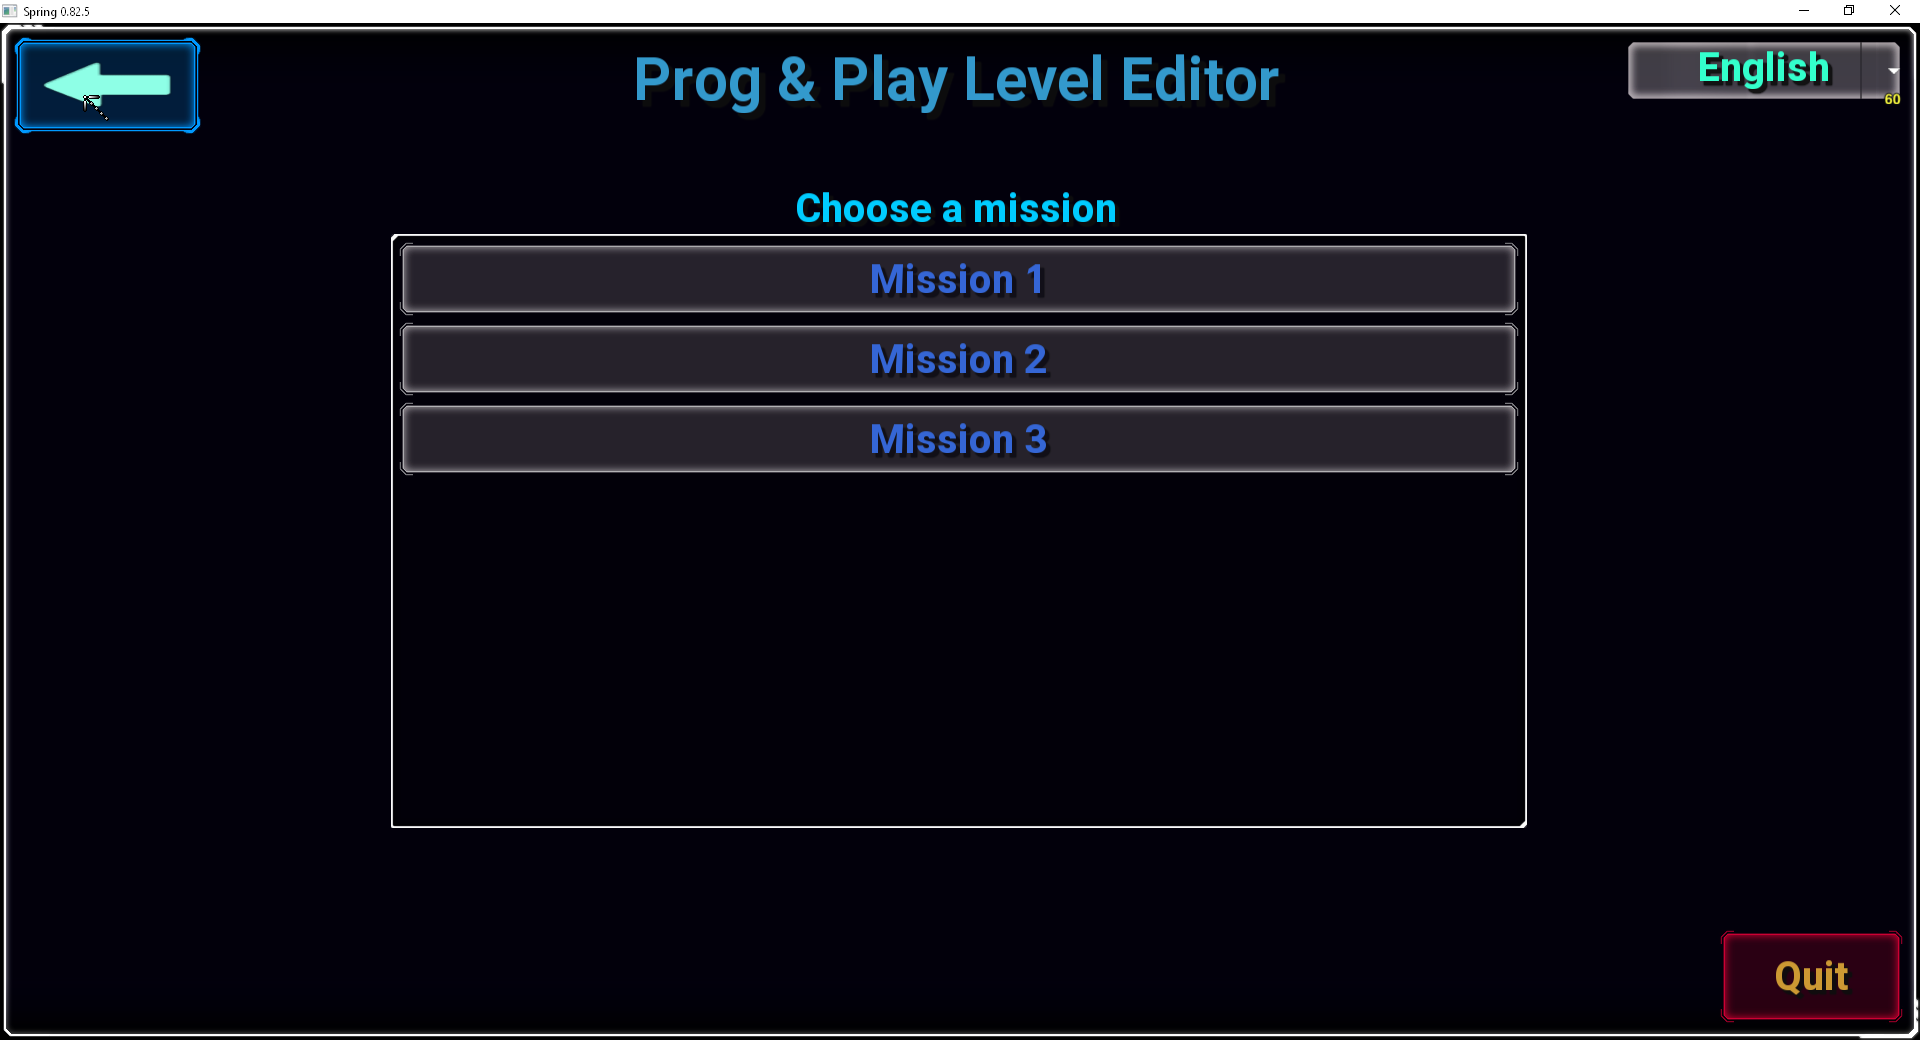 Spring 0.82.5
Prog & Play Level Editor
English
60
Choose a mission
Mission 1
Mission 2
Mission 3
Quit